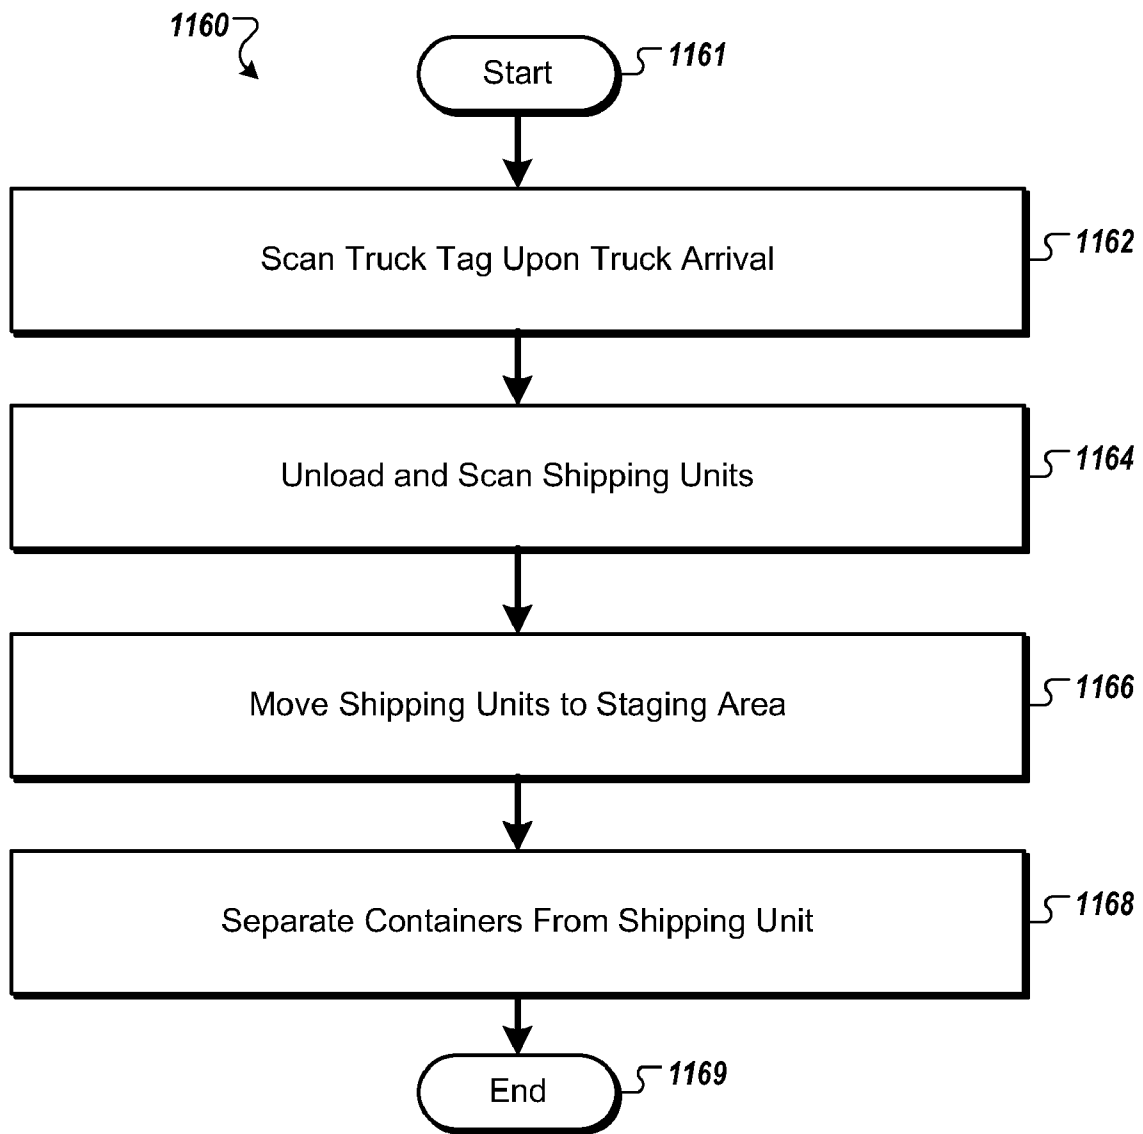 1160
Start
1161
Scan Truck Tag Upon Truck Arrival
1162
Unload and Scan Shipping Units
1164
Move Shipping Units to Staging Area
1166
Separate Containers From Shipping Unit
1168
End
1169